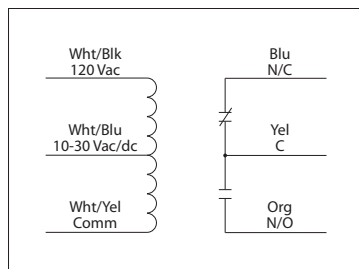 Wht/Blk
120 Vac
Wht/Blu
10-30 Vac/dc
Wht/Yel
Comm
Blu
N/C
Yel
C
Org
N/O